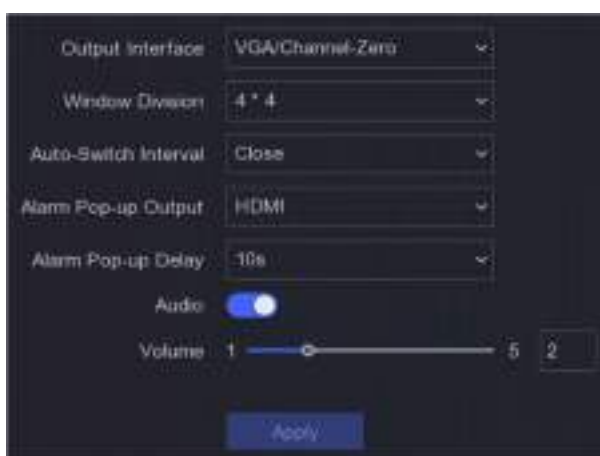 Output Interface VGA/Channel-Zero
Window Division 4 * 4
Auto-Switch Interval Close
Alarm Pop-up Output HDMI
Alarm Pop-up Delay 10s
Audio
Volume 1 5 2
Apply